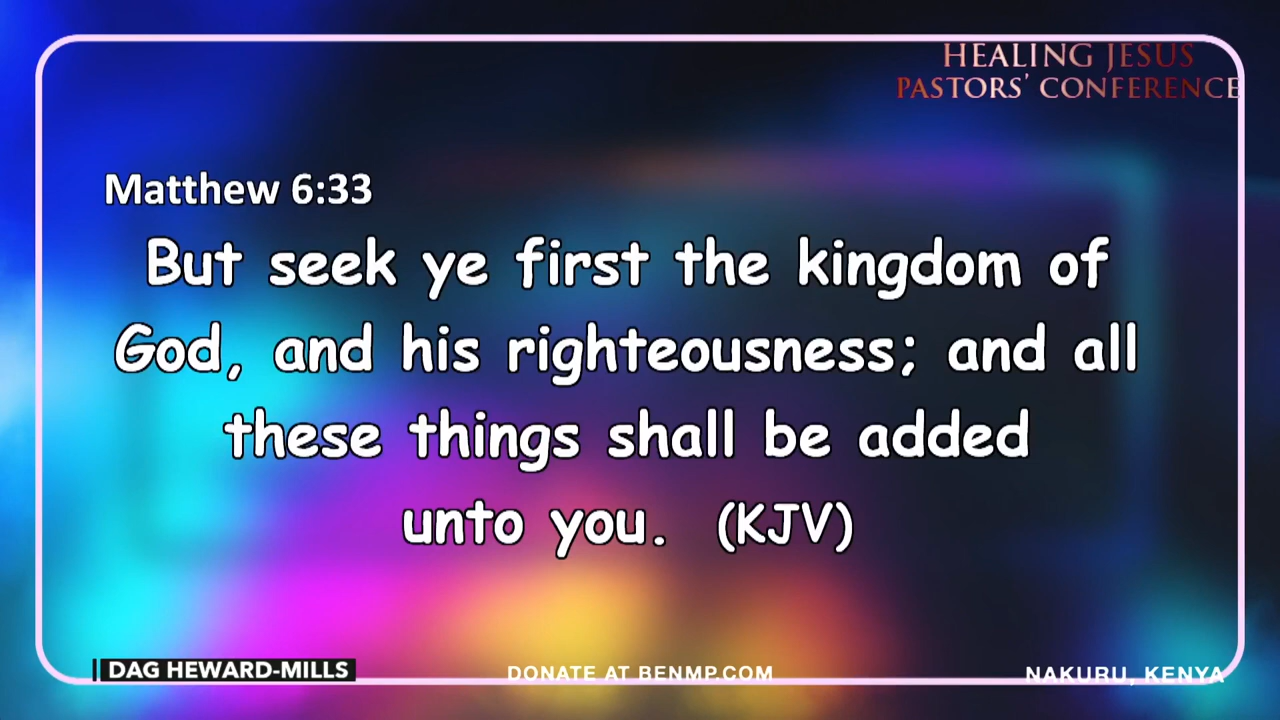 HEALING JESUS
PASTORS' CONFERENCE
Matthew 6:33
But seek ye first the kingdom of
God, and his righteousness; and all
these things shall be added
unto you. (KJV)
DAG HEWARD-MILLS
DONATE AT BENMP.COM
NAKURU, KENYA